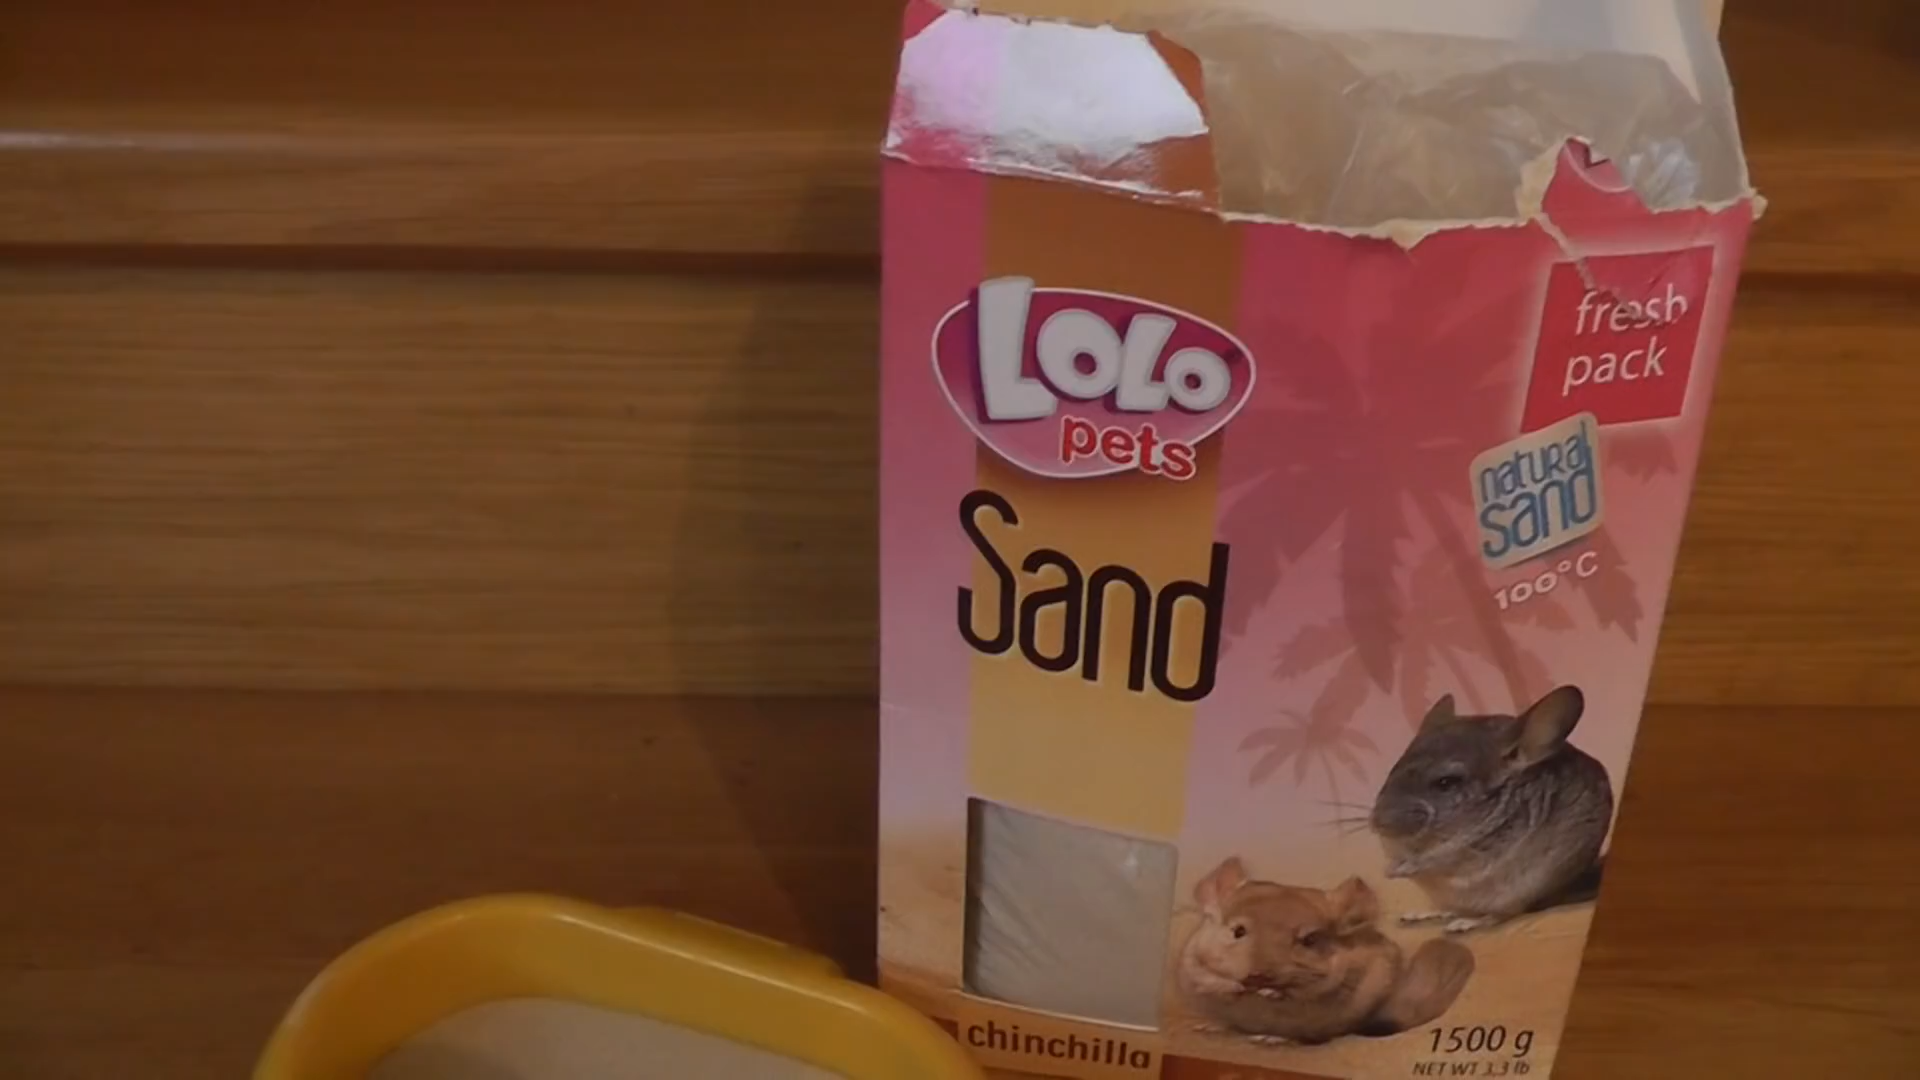 LOLO
pets
fresh
pack
natural
sand
100°C
Sand
chinchilla
1500 g
NET WT 3,3 lb